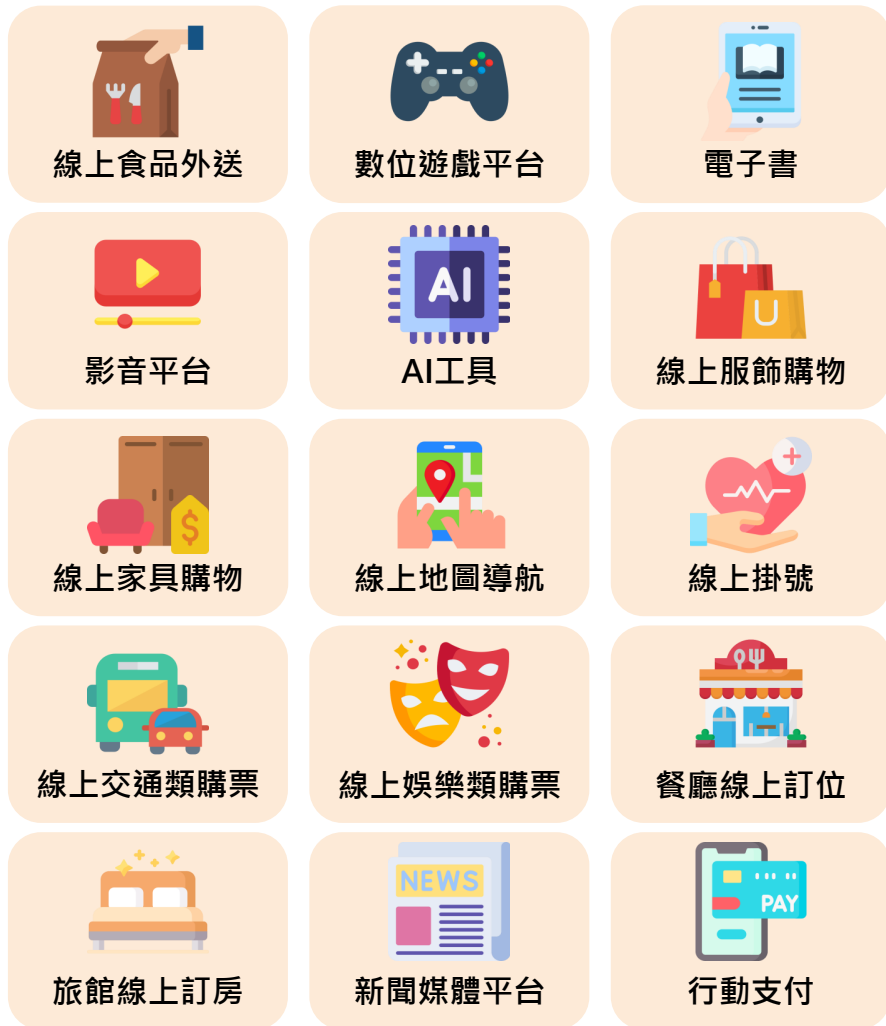 線上食品外送
數位遊戲平台
電子書
影音平台
AI
AI工具
U
線上服飾購物
$
線上家具購物
線上地圖導航
線上掛號
線上交通類購票
線上娛樂類購票
餐廳線上訂位
旅館線上訂房
NEWS
新聞媒體平台
PAY
行動支付